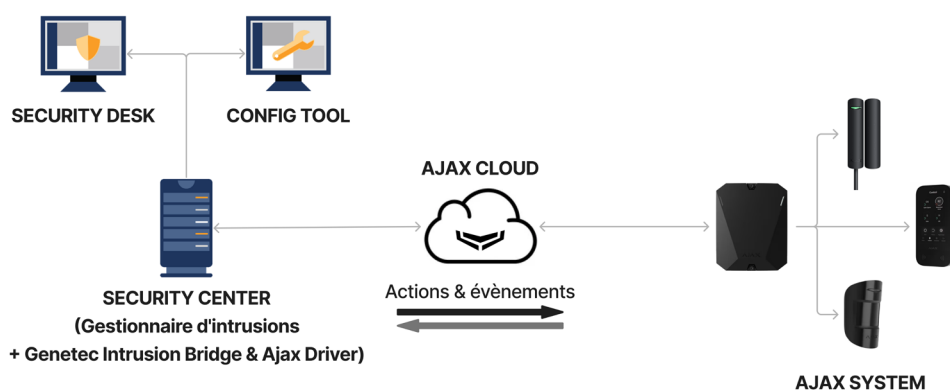 SECURITY DESK
CONFIG TOOL
AJAX CLOUD
SECURITY CENTER
(Gestionnaire d'intrusions
+ Genetec Intrusion Bridge & Ajax Driver)
Actions & évènements
AJAX SYSTEM